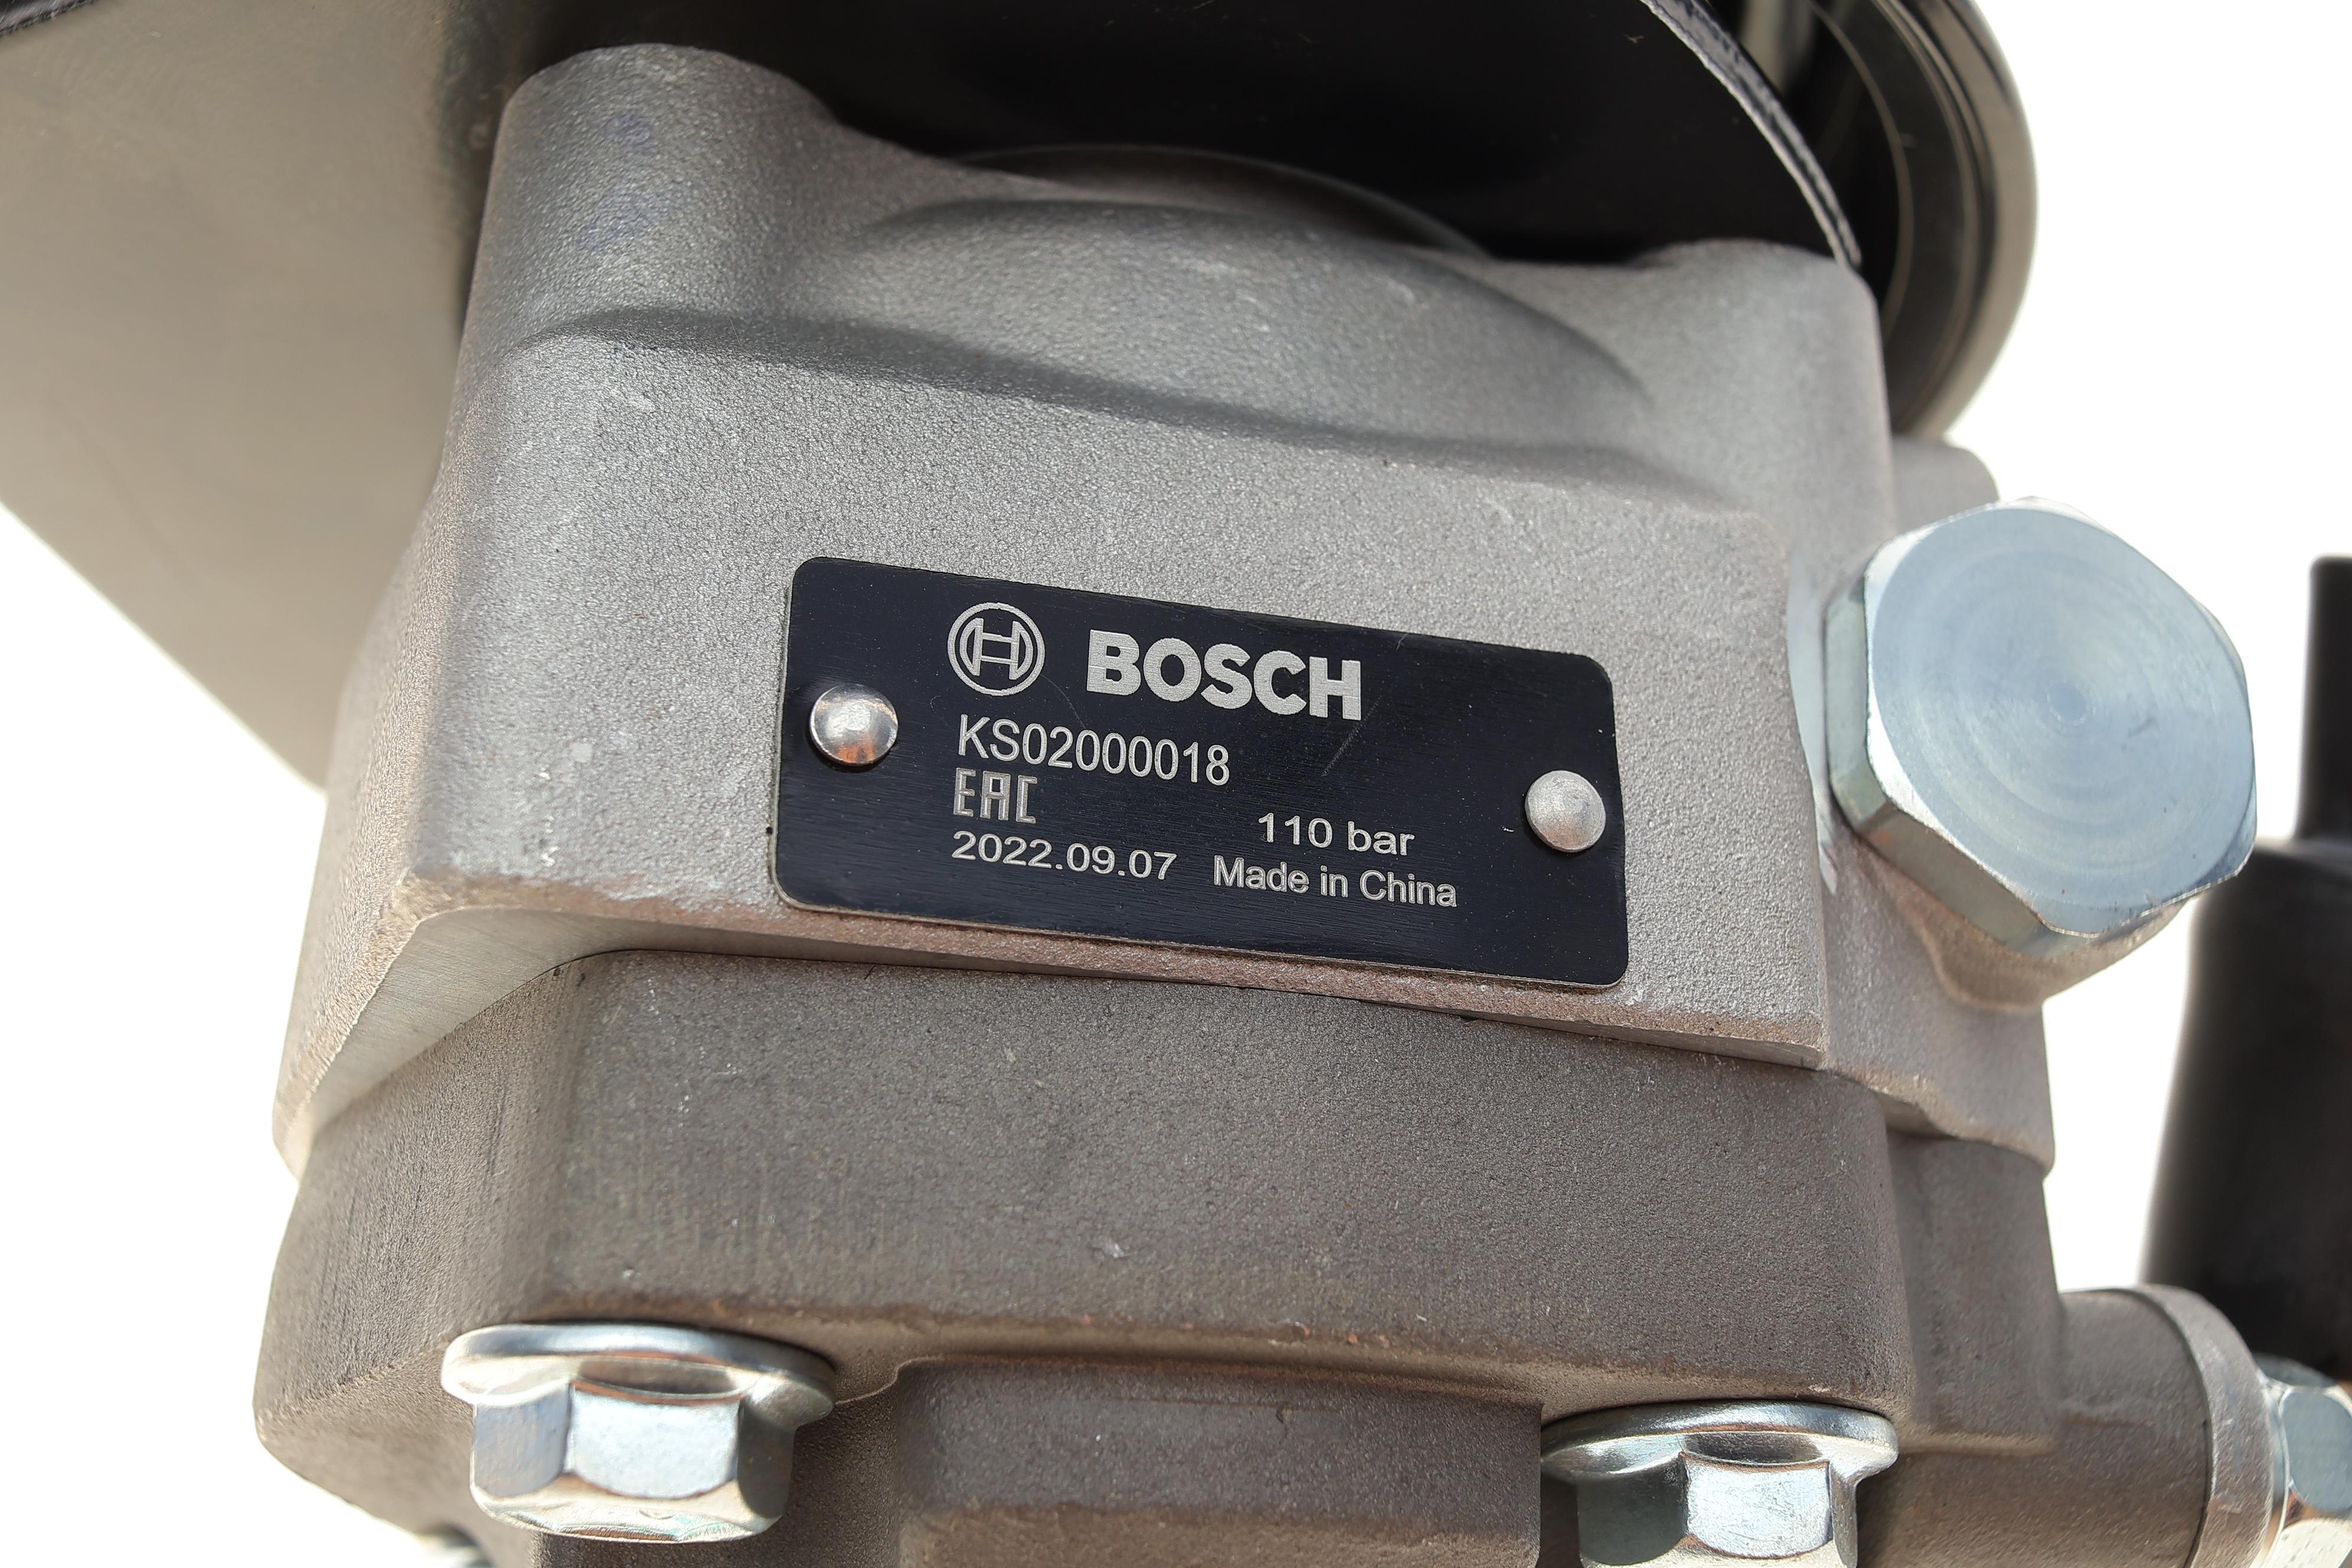 BOSCH
KS02000018
EAC
110 bar
2022.09.07 Made in China